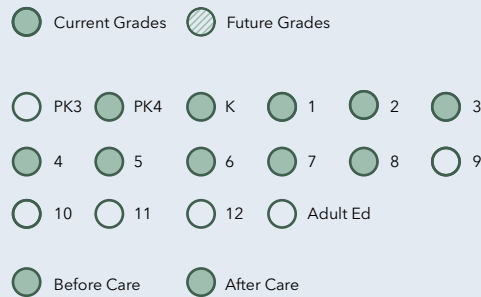 Current Grades Future Grades
PK3 PK4 K 1 2 3
4 5 6 7 8 9
10 11 12 Adult Ed
Before Care After Care